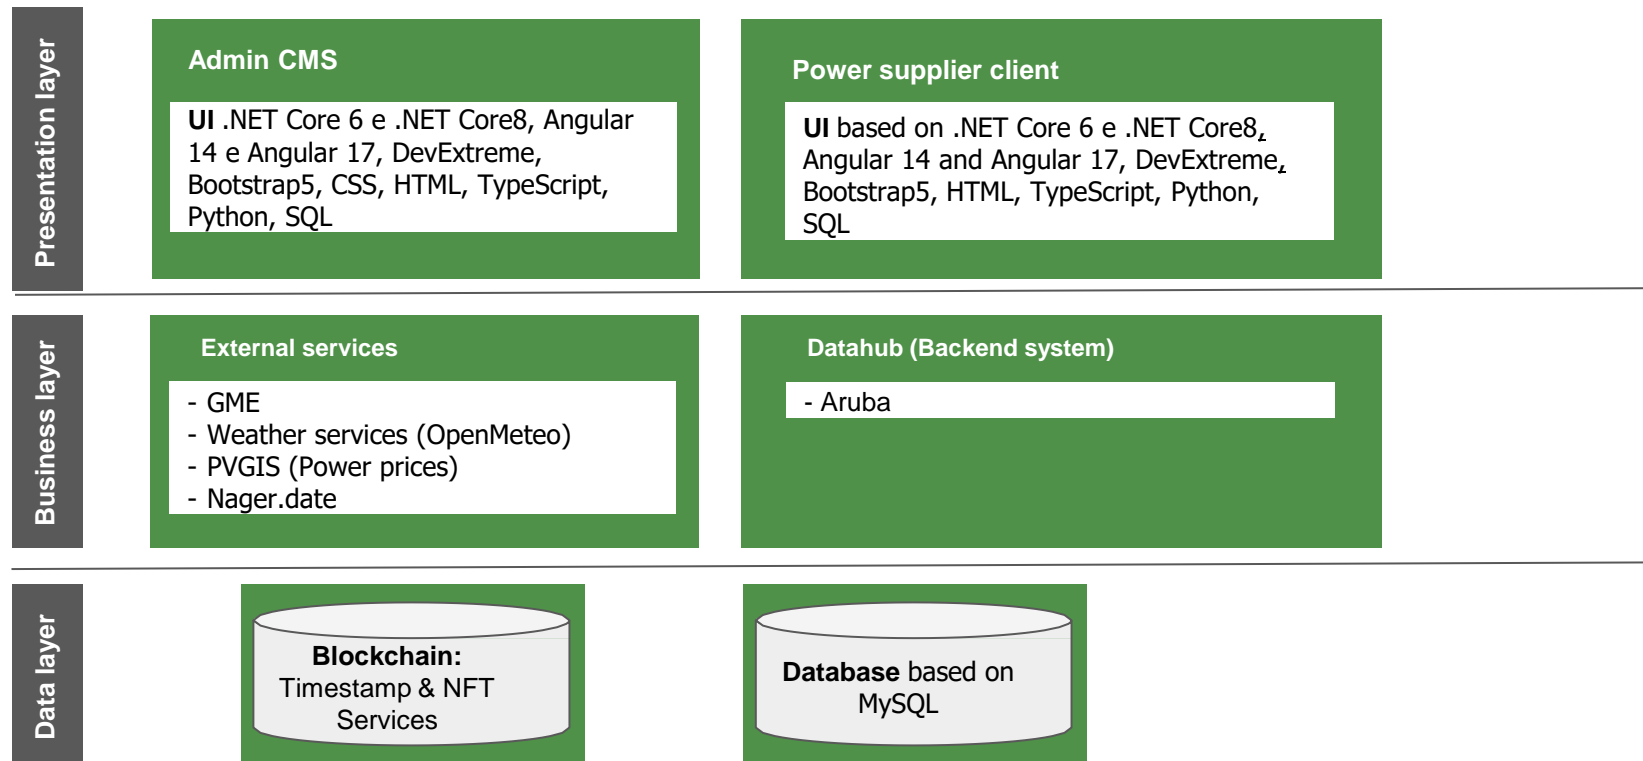 Presentation layer
Admin CMS
UI .NET Core 6 e .NET Core8, Angular
14 e Angular 17, DevExtreme,
Bootstrap5, CSS, HTML, TypeScript,
Python, SQL
Power supplier client
UI based on .NET Core 6 e .NET Core8,
Angular 14 and Angular 17, DevExtreme,
Bootstrap5, HTML, TypeScript, Python,
SQL
Business layer
External services
- GME
- Weather services (OpenMeteo)
- PVGIS (Power prices)
- Nager.date
Datahub (Backend system)
- Aruba
Data layer
Blockchain:
Timestamp & NFT
Services
Database based on
MySQL